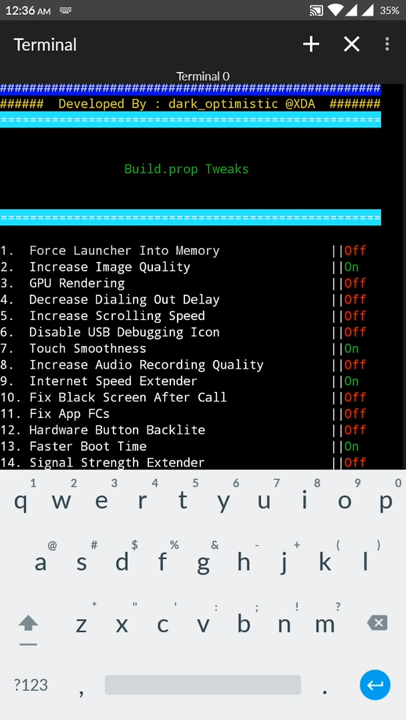 12:36 AM 35%
Terminal
Terminal 0
###### Developed By : dark_optimistic @XDA #######
Build.prop Tweaks
1. Force Launcher Into Memory ||Off
2. Increase Image Quality ||On
3. GPU Rendering ||Off
4. Decrease Dialing Out Delay ||Off
5. Increase Scrolling Speed ||Off
6. Disable USB Debugging Icon ||Off
7. Touch Smoothness ||On
8. Increase Audio Recording Quality ||Off
9. Internet Speed Extender ||On
10. Fix Black Screen After Call ||Off
11. Fix App FCs ||Off
12. Hardware Button Backlite ||Off
13. Faster Boot Time ||On
14. Signal Strength Extender ||Off
1 2 3 4 5 6 7 8 9 0
q w e r t y u i o p
@ # $ % & - + ( )
a s d f g h j k l
* " ' : ; ! ?
z x c v b n m
?123 , .